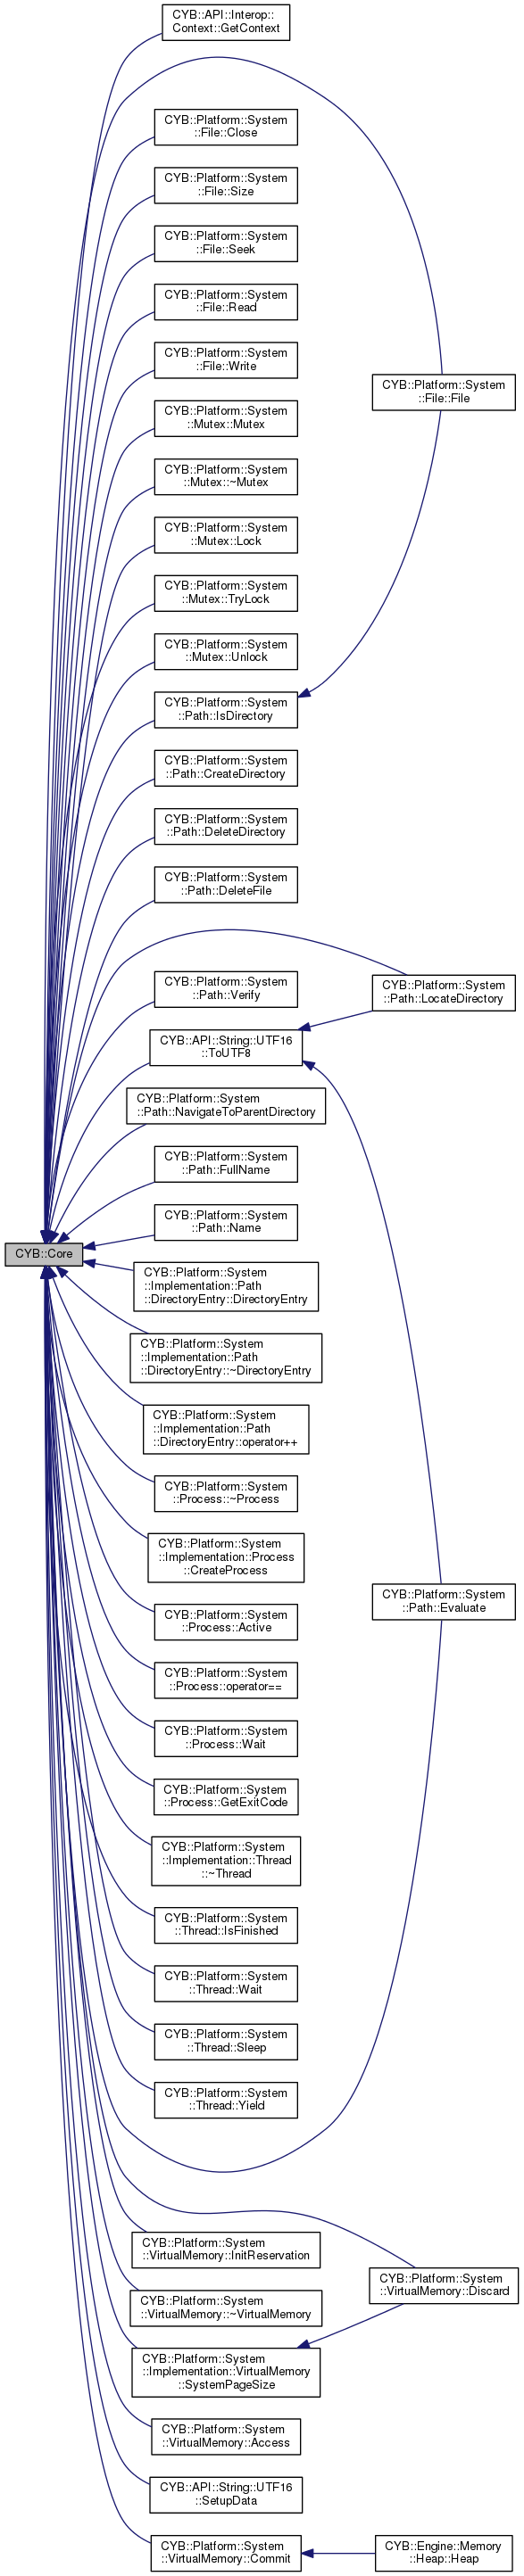 CYB::API::Interop::
Context::GetContext
CYB::Platform::System
::File::Close
CYB::Platform::System
::File::Size
CYB::Platform::System
::File::Seek
CYB::Platform::System
::File::Read
CYB::Platform::System
::File::Write
CYB::Platform::System
::File::File
CYB::Platform::System
::Mutex::Mutex
CYB::Platform::System
::Mutex::~Mutex
CYB::Platform::System
::Mutex::Lock
CYB::Platform::System
::Mutex::TryLock
CYB::Platform::System
::Mutex::Unlock
CYB::Platform::System
::Path::IsDirectory
CYB::Platform::System
::Path::CreateDirectory
CYB::Platform::System
::Path::DeleteDirectory
CYB::Platform::System
::Path::DeleteFile
CYB::Platform::System
::Path::Verify
CYB::Platform::System
::Path::LocateDirectory
CYB::API::String::UTF16
::ToUTF8
CYB::Platform::System
::Path::NavigateToParentDirectory
CYB::Platform::System
::Path::FullName
CYB::Platform::System
::Path::Name
CYB::Core
CYB::Platform::System
::Implementation::Path
::DirectoryEntry::DirectoryEntry
CYB::Platform::System
::Implementation::Path
::DirectoryEntry::~DirectoryEntry
CYB::Platform::System
::Implementation::Path
::DirectoryEntry::operator++
CYB::Platform::System
::Process::~Process
CYB::Platform::System
::Implementation::Process
::CreateProcess
CYB::Platform::System
::Path::Evaluate
CYB::Platform::System
::Process::Active
CYB::Platform::System
::Process::operator==
CYB::Platform::System
::Process::Wait
CYB::Platform::System
::Process::GetExitCode
CYB::Platform::System
::Implementation::Thread
::~Thread
CYB::Platform::System
::Thread::IsFinished
CYB::Platform::System
::Thread::Wait
CYB::Platform::System
::Thread::Sleep
CYB::Platform::System
::Thread::Yield
CYB::Platform::System
::VirtualMemory::InitReservation
CYB::Platform::System
::VirtualMemory::Discard
CYB::Platform::System
::VirtualMemory::~VirtualMemory
CYB::Platform::System
::Implementation::VirtualMemory
::SystemPageSize
CYB::Platform::System
::VirtualMemory::Access
CYB::API::String::UTF16
::SetupData
CYB::Platform::System
::VirtualMemory::Commit
CYB::Engine::Memory
::Heap::Heap